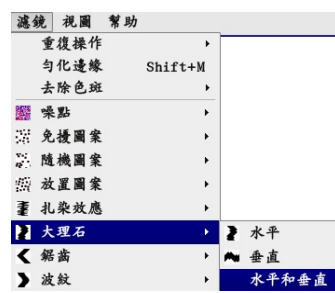 濾鏡 視圖 幫助
重復操作
勻化邊緣 Shift+M
去除色斑
噪點
免擾圖案
隨機圖案
放置圖案
扎染效應
大理石
水平
鋸齒
垂直
波紋
水平和垂直